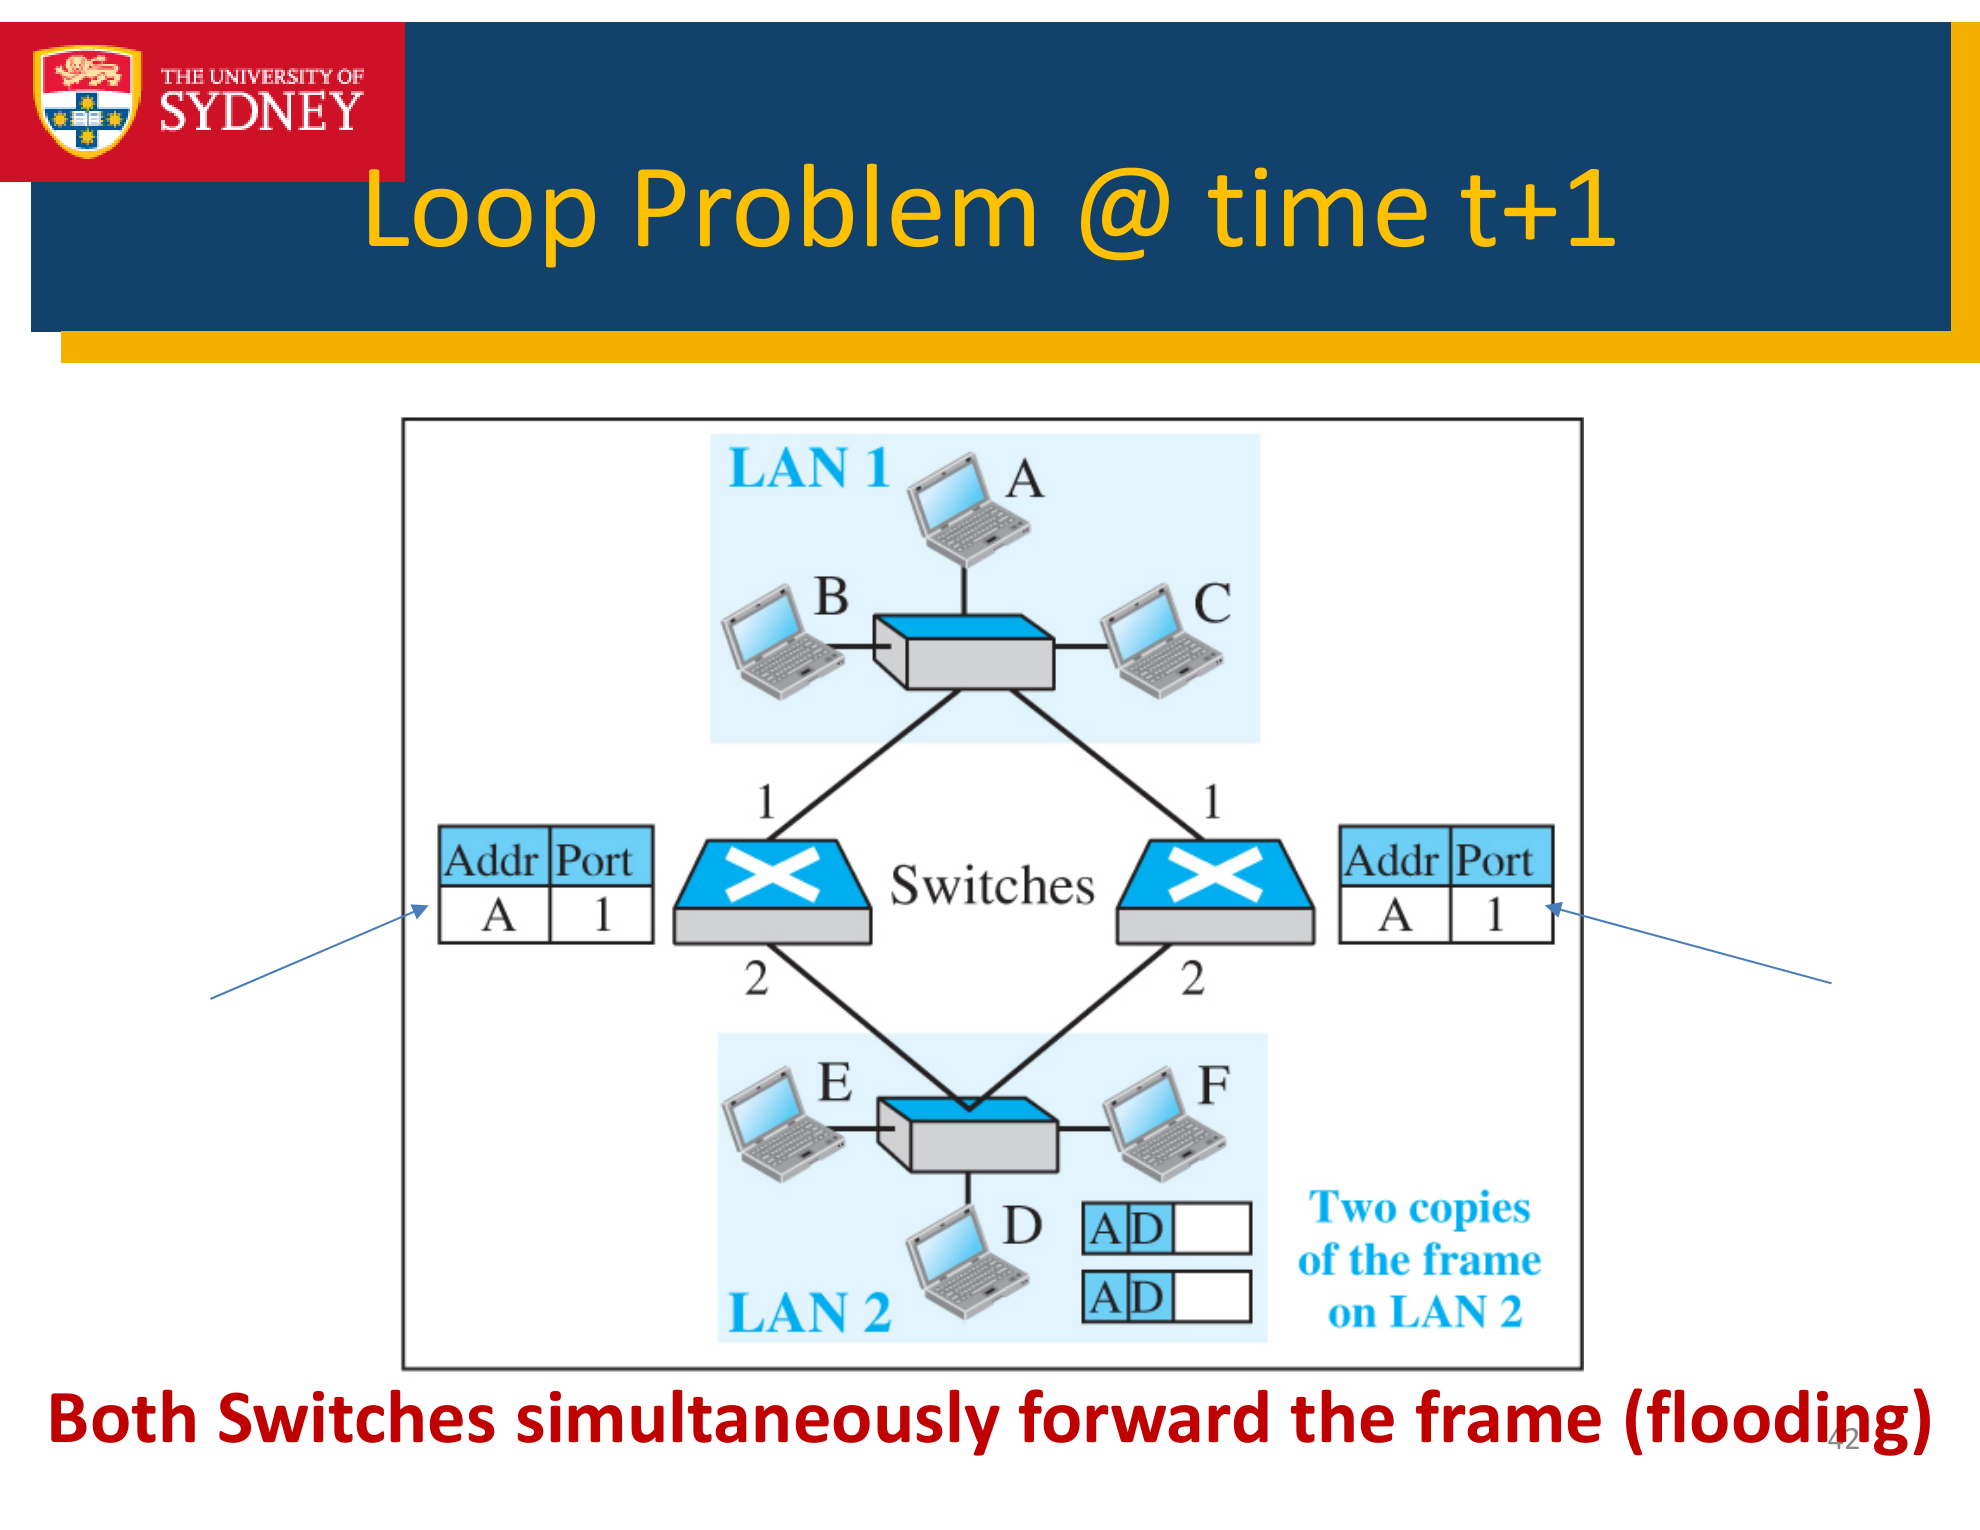 THE UNIVERSITY OF
SYDNEY
Loop Problem @ time t+1
LAN 1
A
B
C
1
1
Addr Port
A 1
Switches
Addr Port
A 1
2
2
E
F
D
A D
A D
LAN 2
Two copies
of the frame
on LAN 2
Both Switches simultaneously forward the frame (flooding)
42